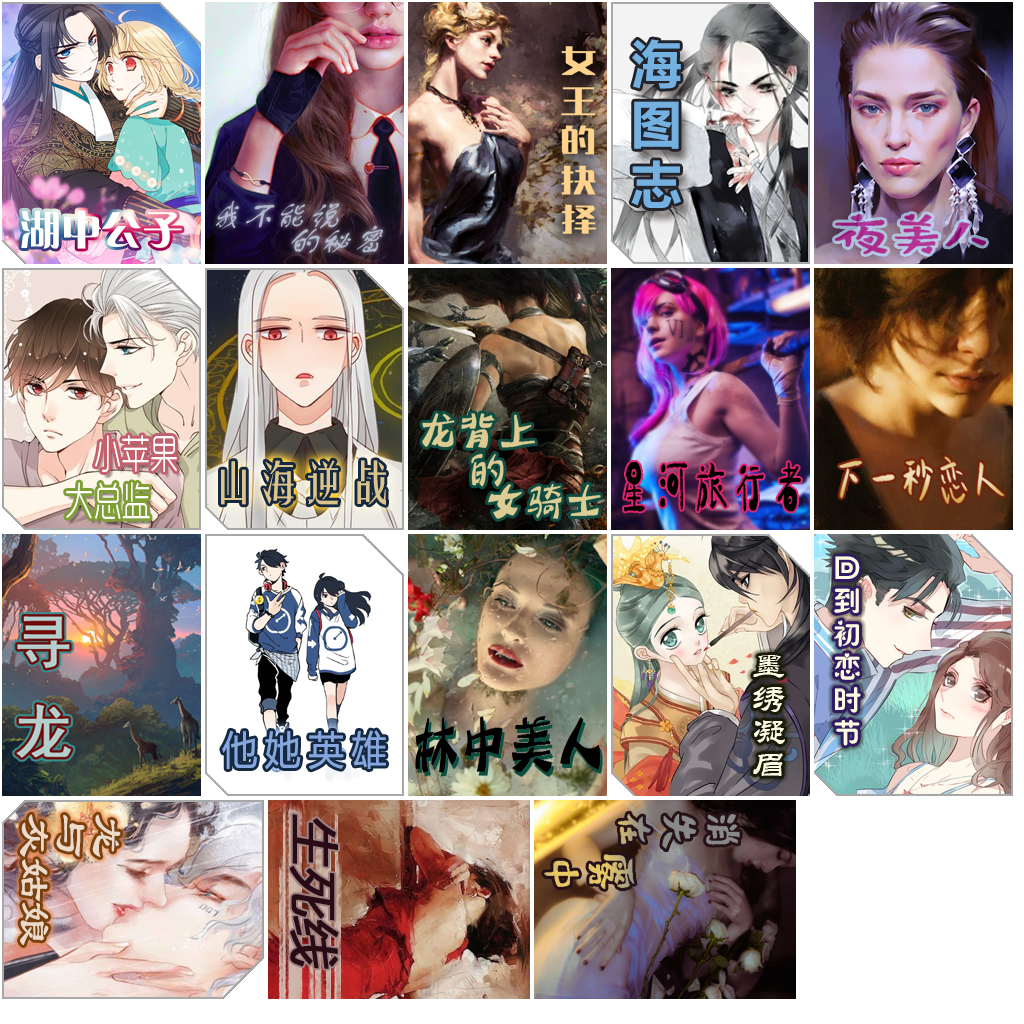 湖中公子
我不能说
的秘密
女王的抉择
海图志
夜美人
小苹果
大总监
山海逆战
龙背上
的
女骑士
星河旅行者
下一秒恋人
寻龙
他她英雄
林中美人
墨绣凝眉
D到初恋时节
龙与
灰姑娘
生死线
消失在
雾中